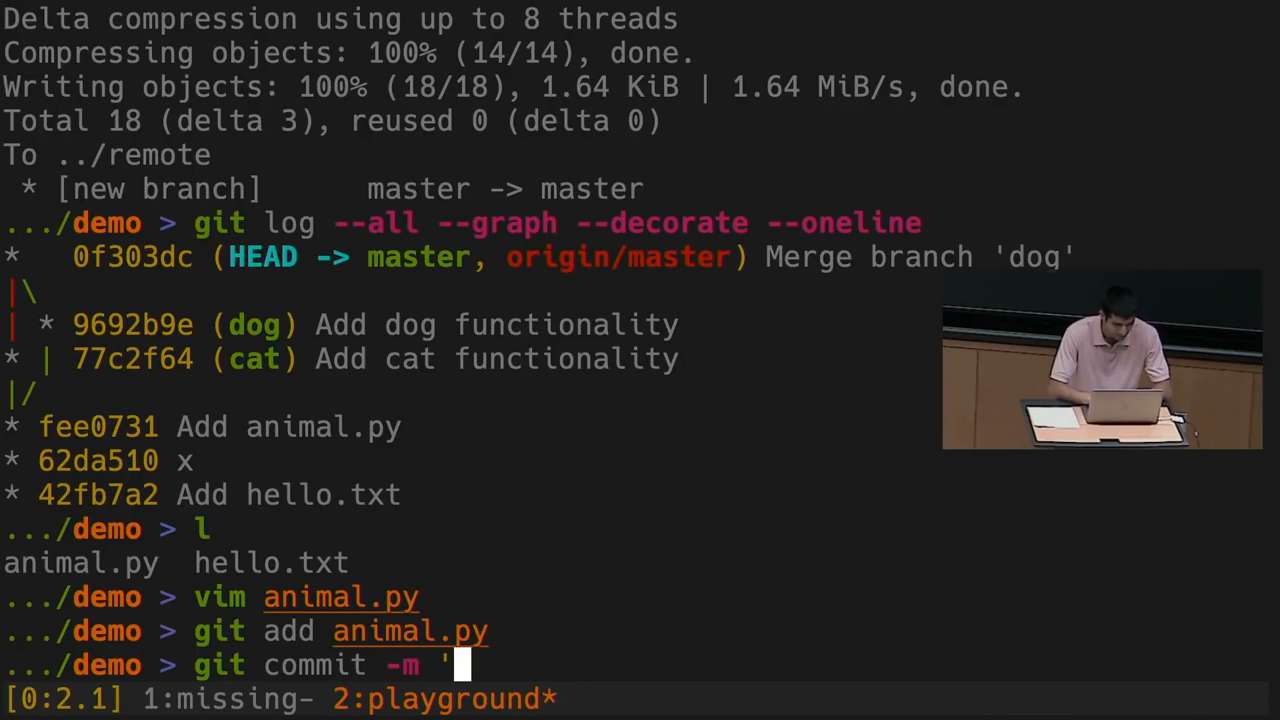 Delta compression using up to 8 threads
Compressing objects: 100% (14/14), done.
Writing objects: 100% (18/18), 1.64 KiB | 1.64 MiB/s, done.
Total 18 (delta 3), reused 0 (delta 0)
To ../remote
 * [new branch]      master -> master
.../demo > git log --all --graph --decorate --oneline
*   0f303dc (HEAD -> master, origin/master) Merge branch 'dog'
|\
| * 9692b9e (dog) Add dog functionality
* | 77c2f64 (cat) Add cat functionality
|/
* fee0731 Add animal.py
* 62da510 x
* 42fb7a2 Add hello.txt
.../demo > l
animal.py  hello.txt
.../demo > vim animal.py
.../demo > git add animal.py
.../demo > git commit -m '
[0:2.1] 1:missing- 2:playground*